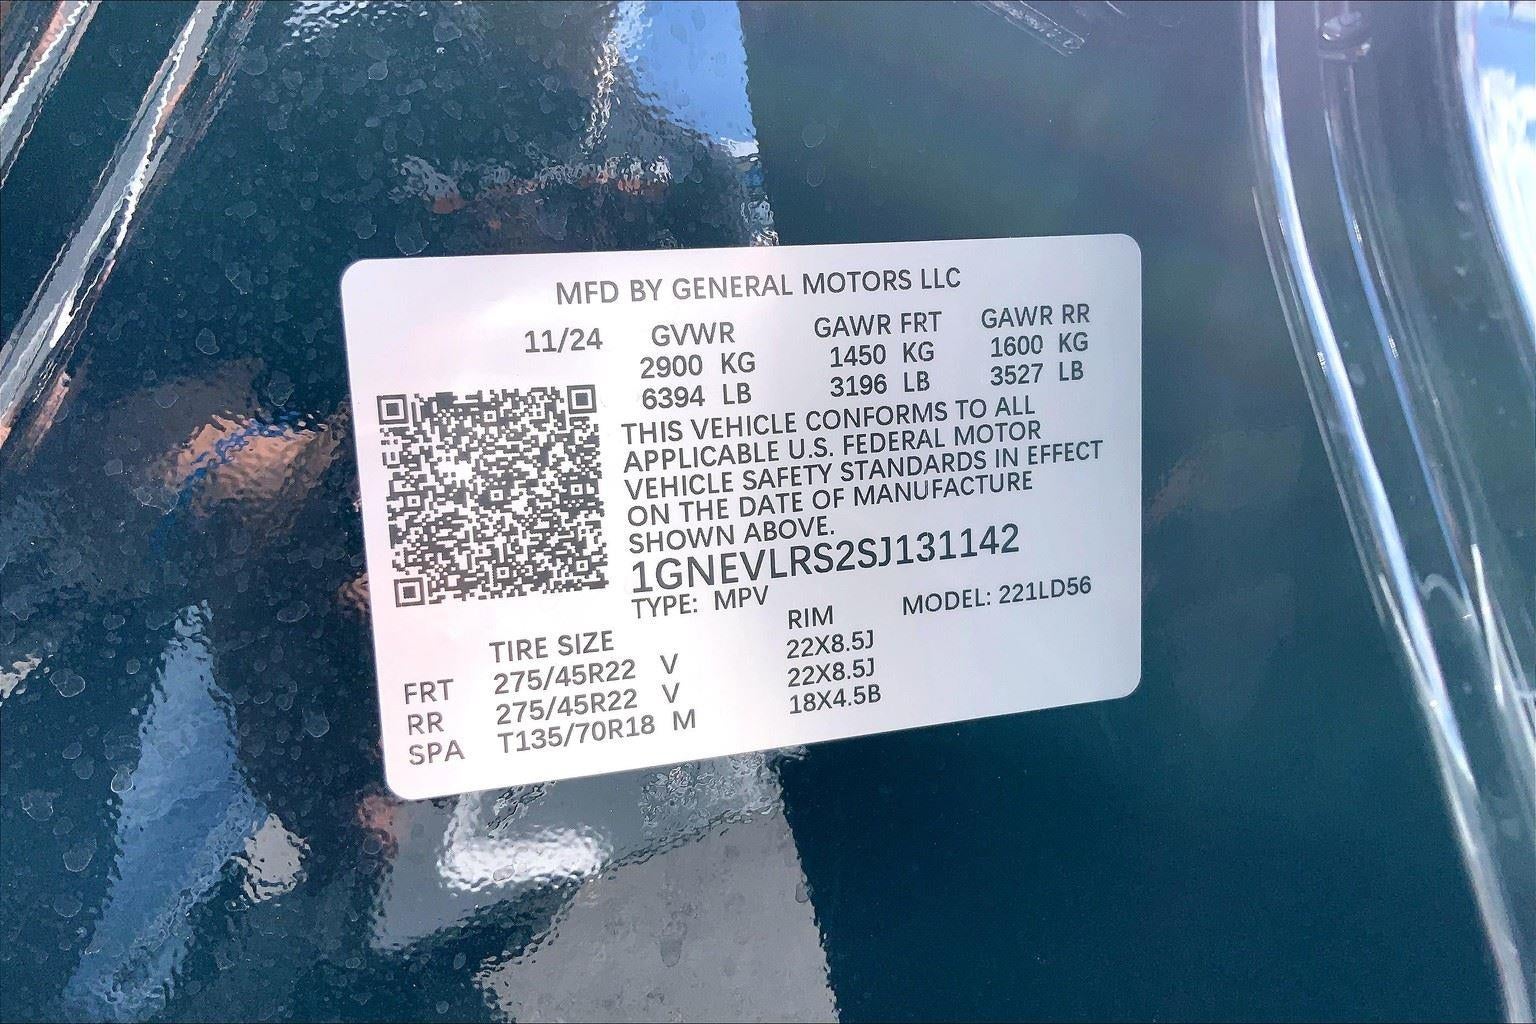 MFD BY GENERAL MOTORS LLC
11/24 GVWR GAWR FRT GAWR RR
2900 KG 1450 KG 1600 KG
6394 LB 3196 LB 3527 LB
THIS VEHICLE CONFORMS TO ALL
APPLICABLE U.S. FEDERAL MOTOR
VEHICLE SAFETY STANDARDS IN EFFECT
ON THE DATE OF MANUFACTURE
SHOWN ABOVE.
1GNEVLRS2SJ131142
TYPE: MPV MODEL: 221LD56
TIRE SIZE RIM
FRT 275/45R22 V 22X8.5J
RR 275/45R22 V 22X8.5J
SPA T135/70R18 M 18X4.5B